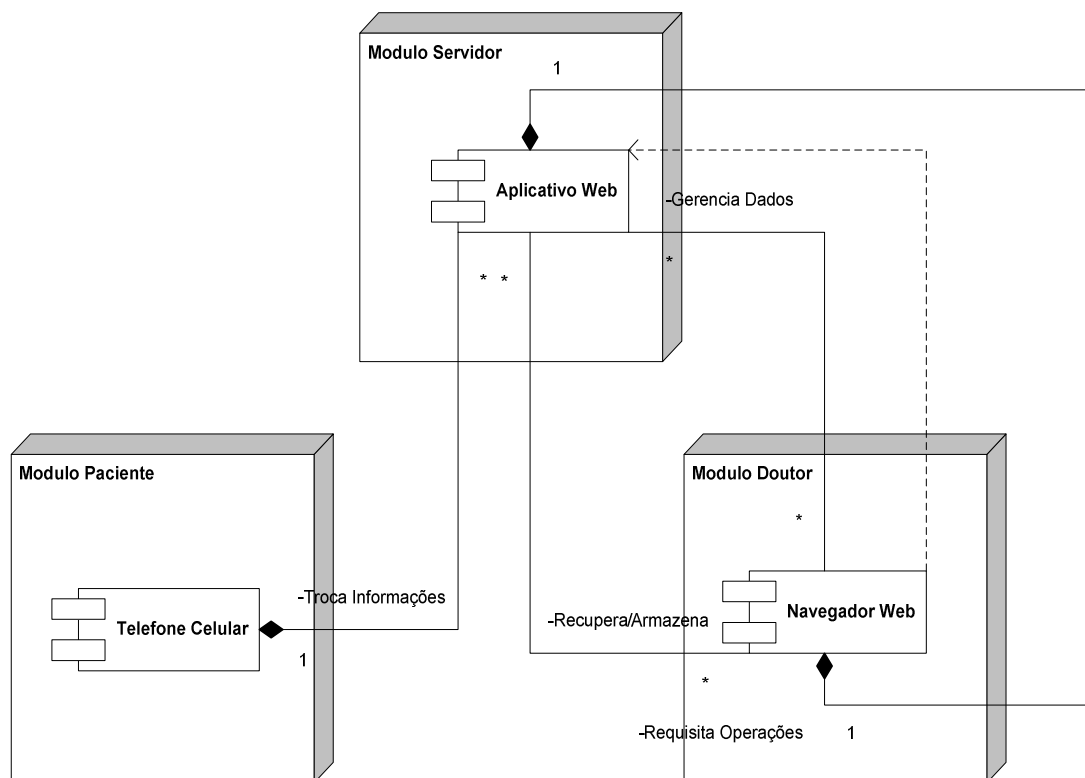 Modulo Servidor
1
Aplicativo Web
-Gerencia Dados
* *
*
Modulo Paciente
Modulo Doutor
*
-Troca Informações
Telefone Celular
1
Navegador Web
-Recupera/Armazena
*
-Requisita Operações
1